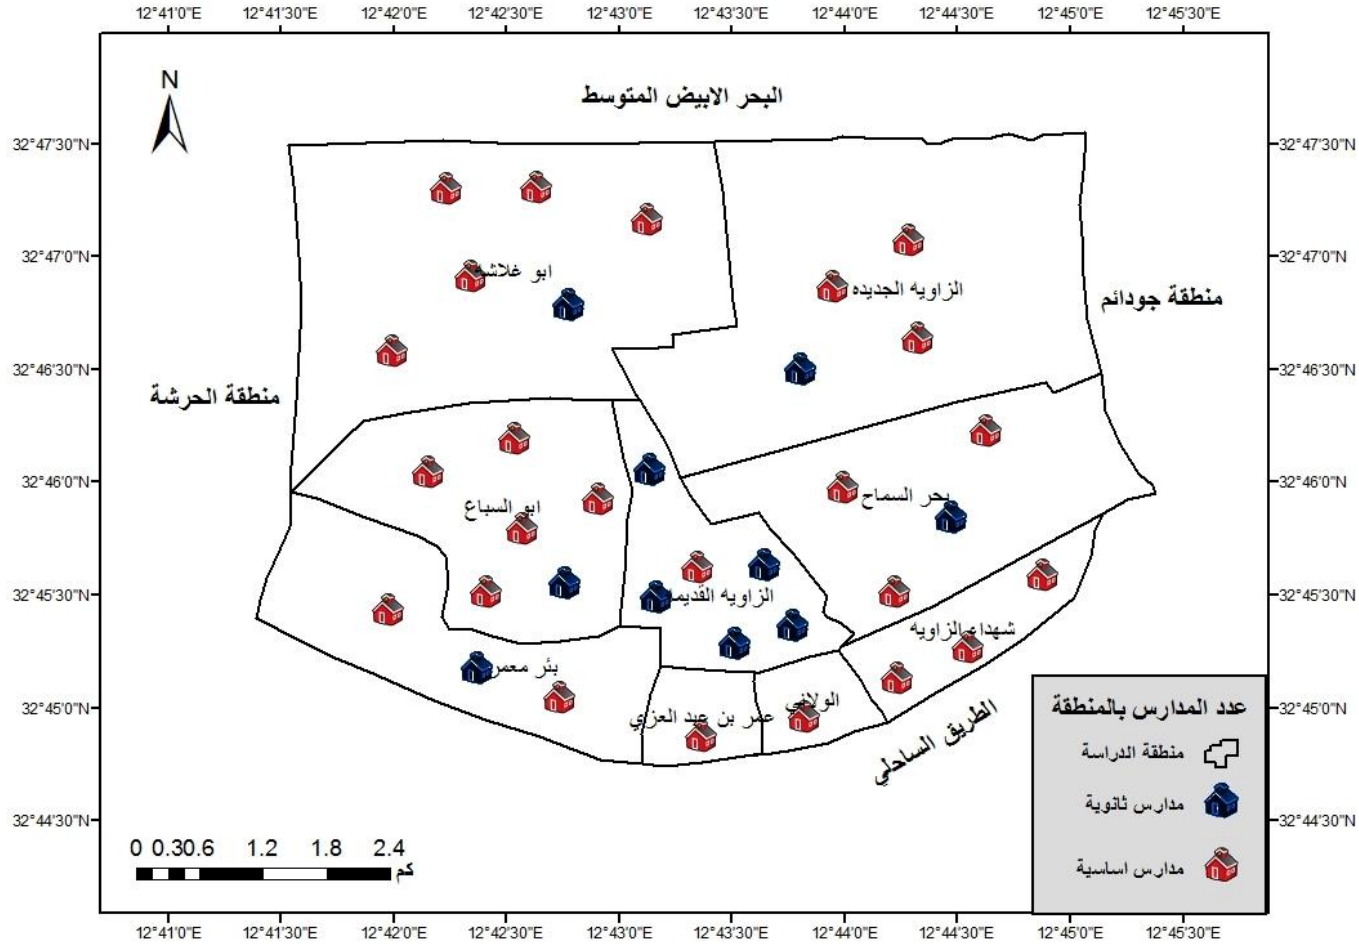 12°41'0"E 12°41'30"E 12°42'0"E 12°42'30"E 12°43'0"E 12°43'30"E 12°44'0"E 12°44'30"E 12°45'0"E 12°45'30"E
N
البحر الابيض المتوسط
32°47'30"N 32°47'30"N
32°47'0"N 32°47'0"N
ابو غلاشه
الزاويه الجديده
منطقة جودائم
32°46'30"N 32°46'30"N
منطقة الحرشة
32°46'0"N 32°46'0"N
بحر السماح
ابو السباع
32°45'30"N 32°45'30"N
الزاويه القديمه
شهداء الزاويه
بئر معمر
32°45'0"N 32°45'0"N
الولاني
عمر بن عبد العزي
الطريق الساحلي
عدد المدارس بالمنطقة
منطقة الدراسة
مدارس ثانوية
مدارس اساسية
32°44'30"N 32°44'30"N
0 0.30.6 1.2 1.8 2.4
كم
12°41'0"E 12°41'30"E 12°42'0"E 12°42'30"E 12°43'0"E 12°43'30"E 12°44'0"E 12°44'30"E 12°45'0"E 12°45'30"E